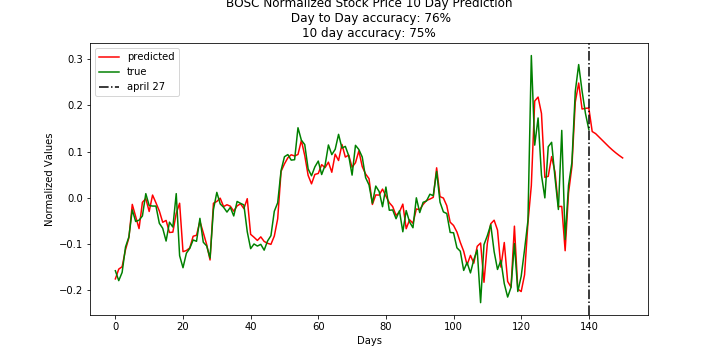 BOSC Normalized Stock Price 10 Day Prediction
Day to Day accuracy: 76%
10 day accuracy: 75%
predicted
true
april 27
Normalized Values
0.3
0.2
0.1
0.0
−0.1
−0.2
0 20 40 60 80 100 120 140
Days